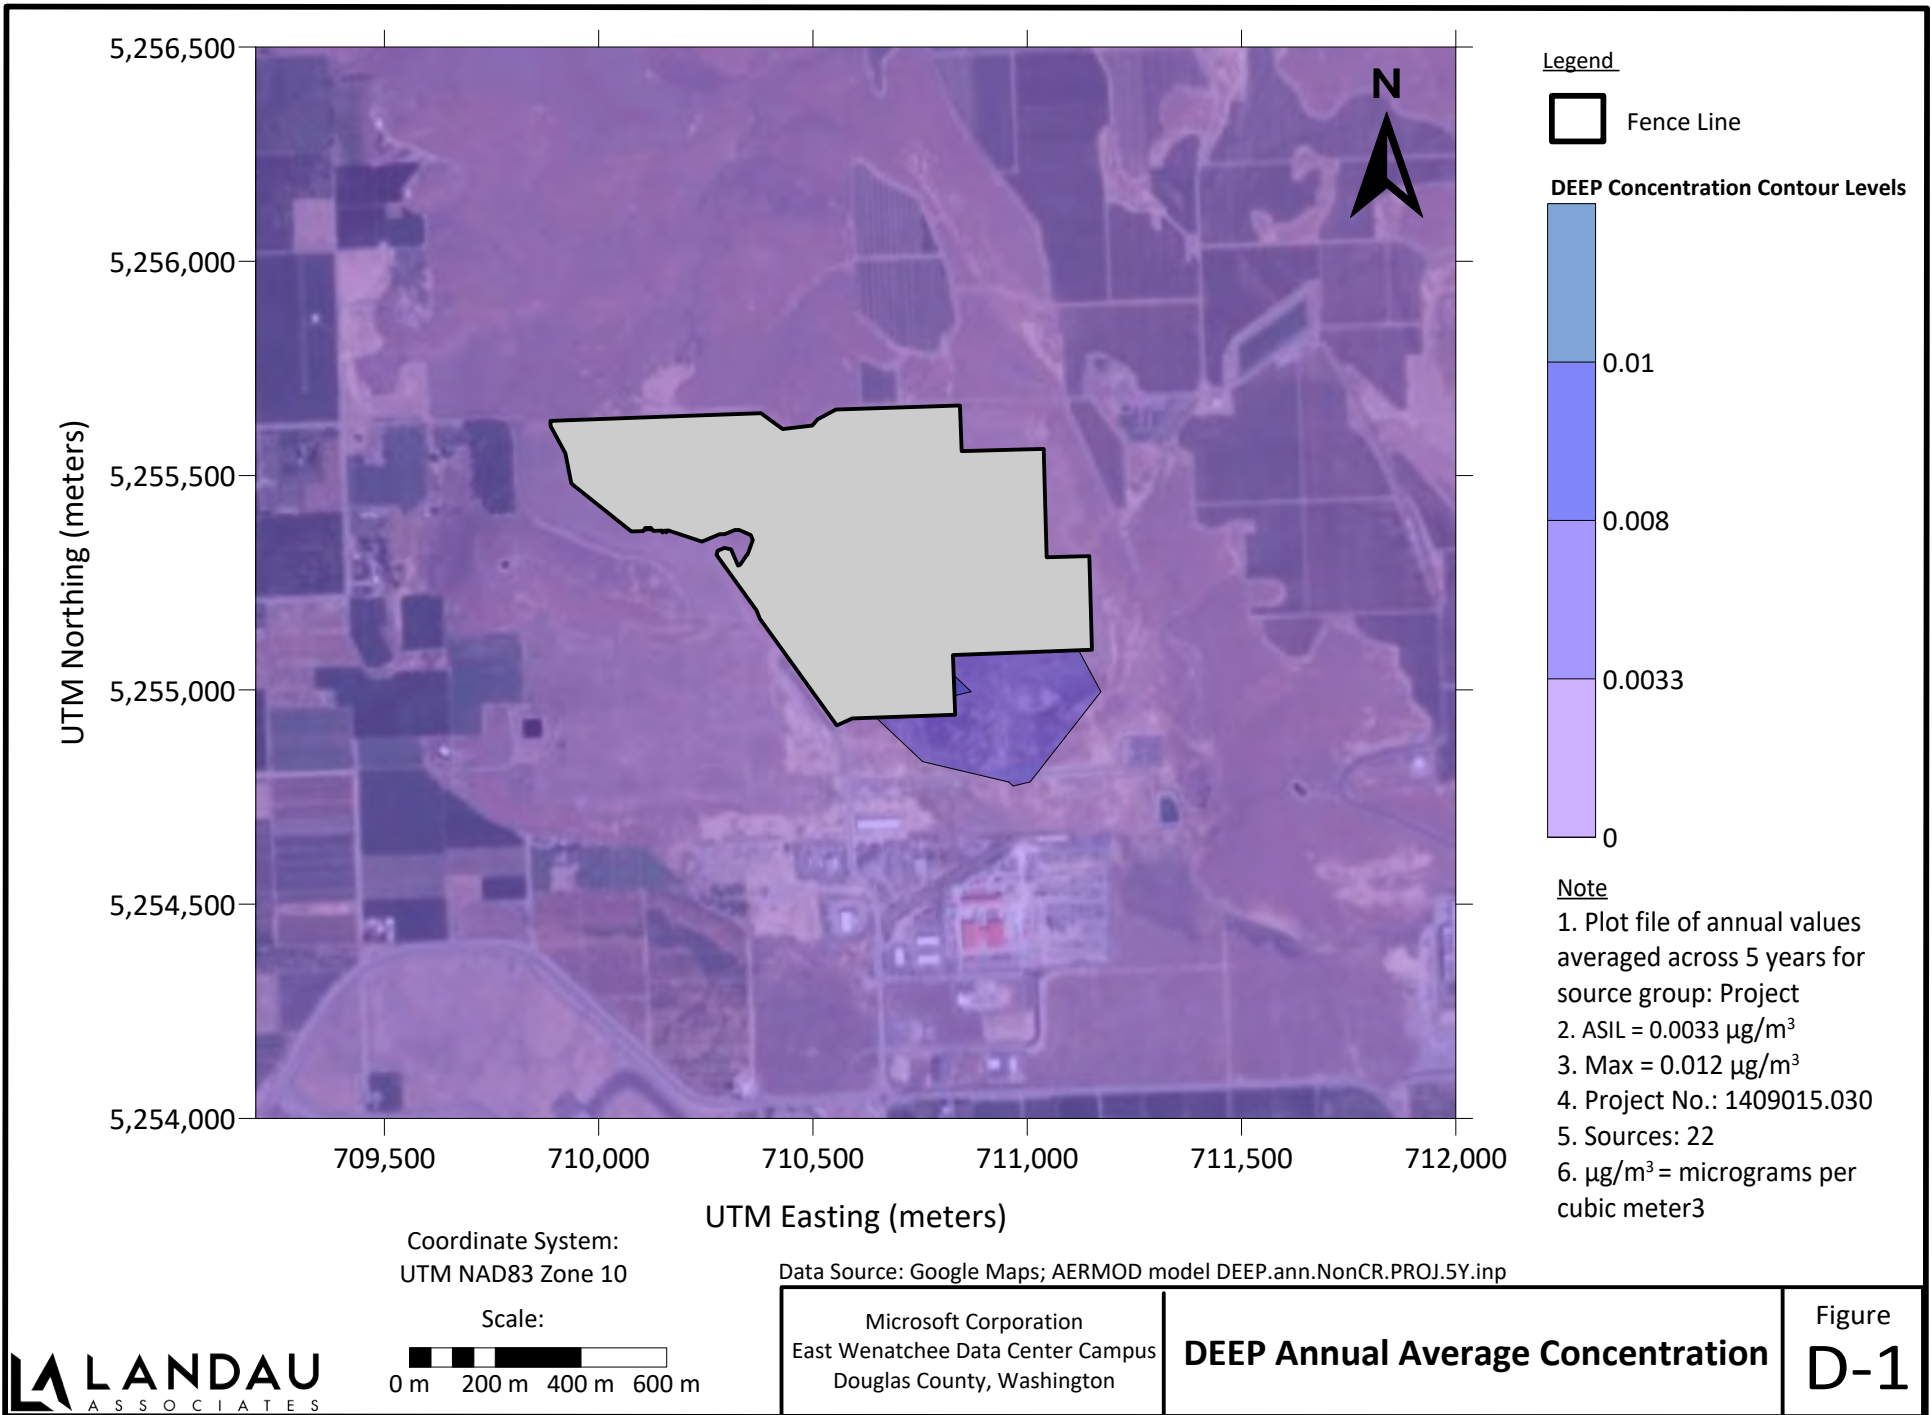 5,256,500
5,256,000
5,255,500
5,255,000
5,254,500
5,254,000
UTM Northing (meters)
N
709,500
710,000
710,500
711,000
711,500
712,000
UTM Easting (meters)
Legend
Fence Line
DEEP Concentration Contour Levels
0.01
0.008
0.0033
0
Note
1. Plot file of annual values
averaged across 5 years for
source group: Project
2. ASIL = 0.0033 µg/m³
3. Max = 0.012 µg/m³
4. Project No.: 1409015.030
5. Sources: 22
6. µg/m³ = micrograms per
cubic meter3
Coordinate System:
UTM NAD83 Zone 10
Scale:
0 m 200 m 400 m 600 m
Data Source: Google Maps; AERMOD model DEEP.ann.NonCR.PROJ.5Y.inp
LANDAU
ASSOCIATES
Microsoft Corporation
East Wenatchee Data Center Campus
Douglas County, Washington
DEEP Annual Average Concentration
Figure
D-1